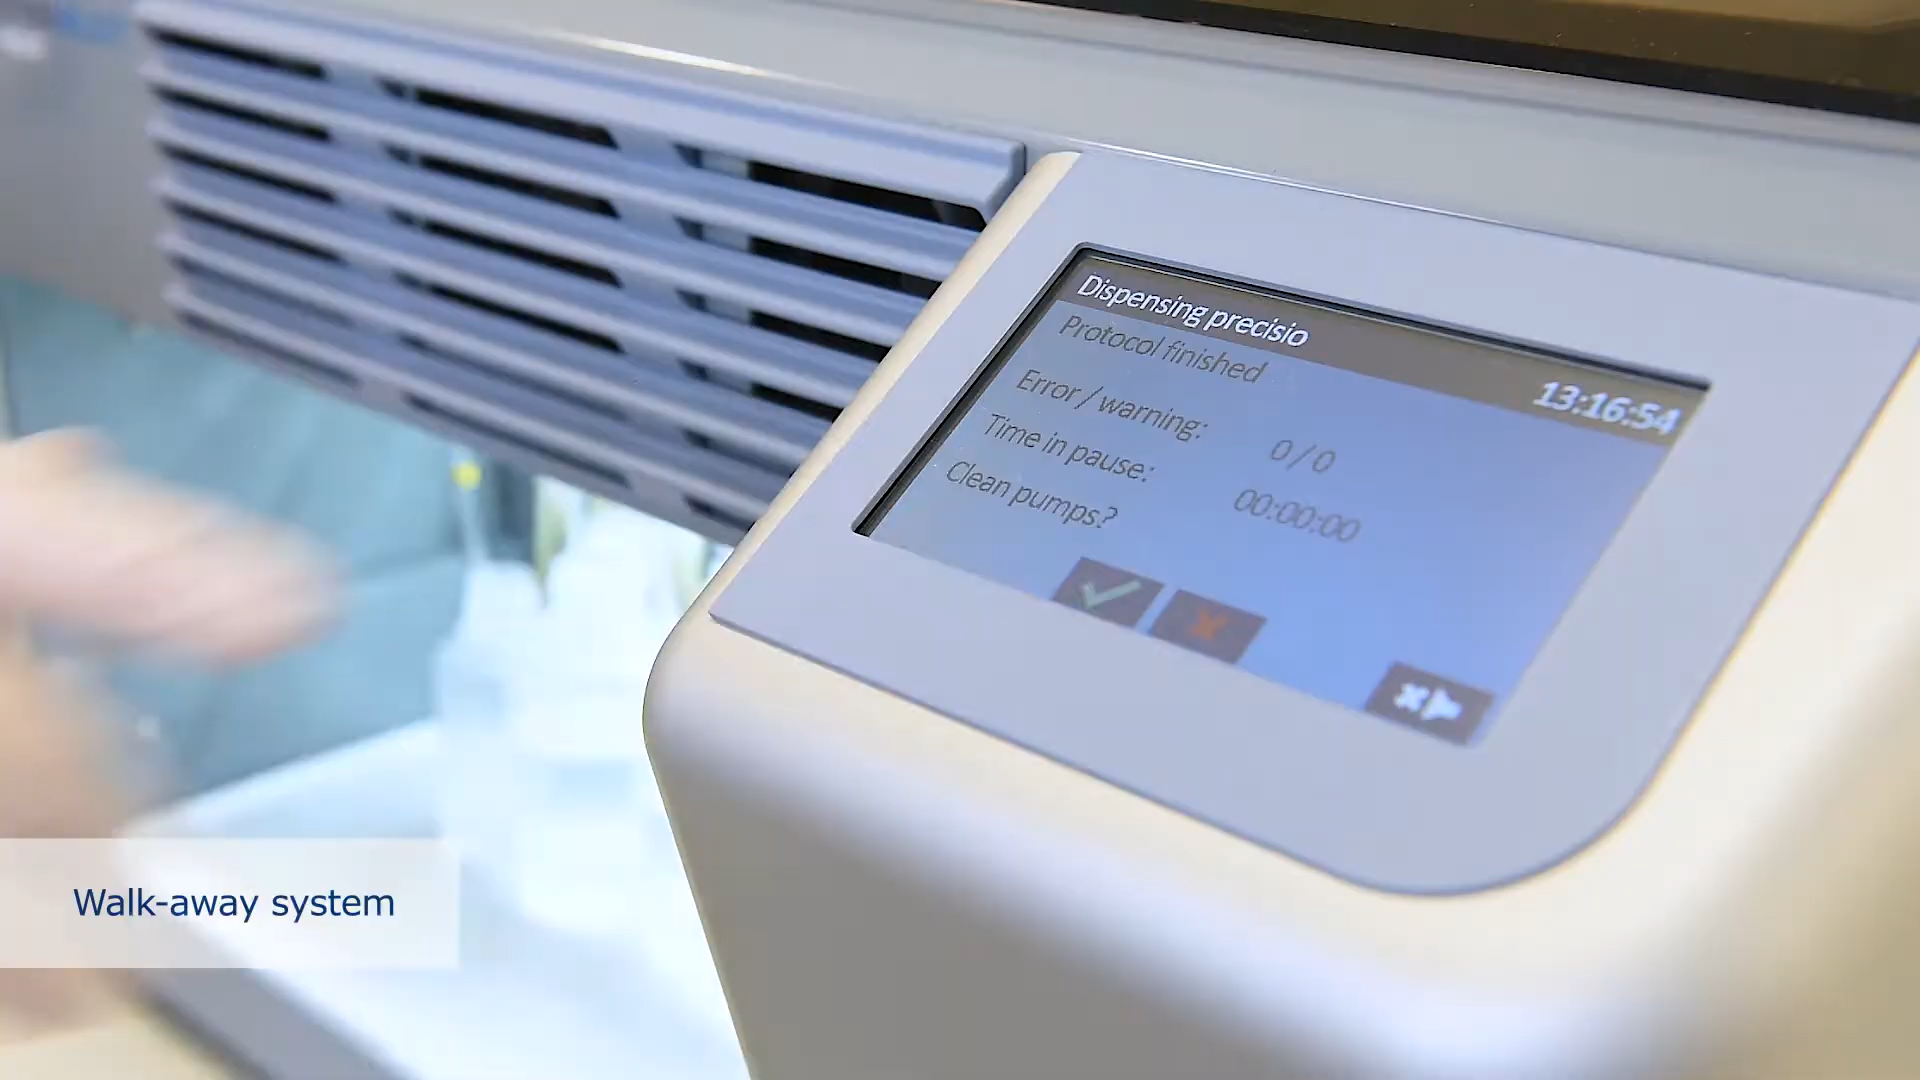 Dispensing precisio
13:16:54
Protocol finished
Error / warning: 0 / 0
Time in pause: 00:00:00
Clean pumps?
Walk-away system